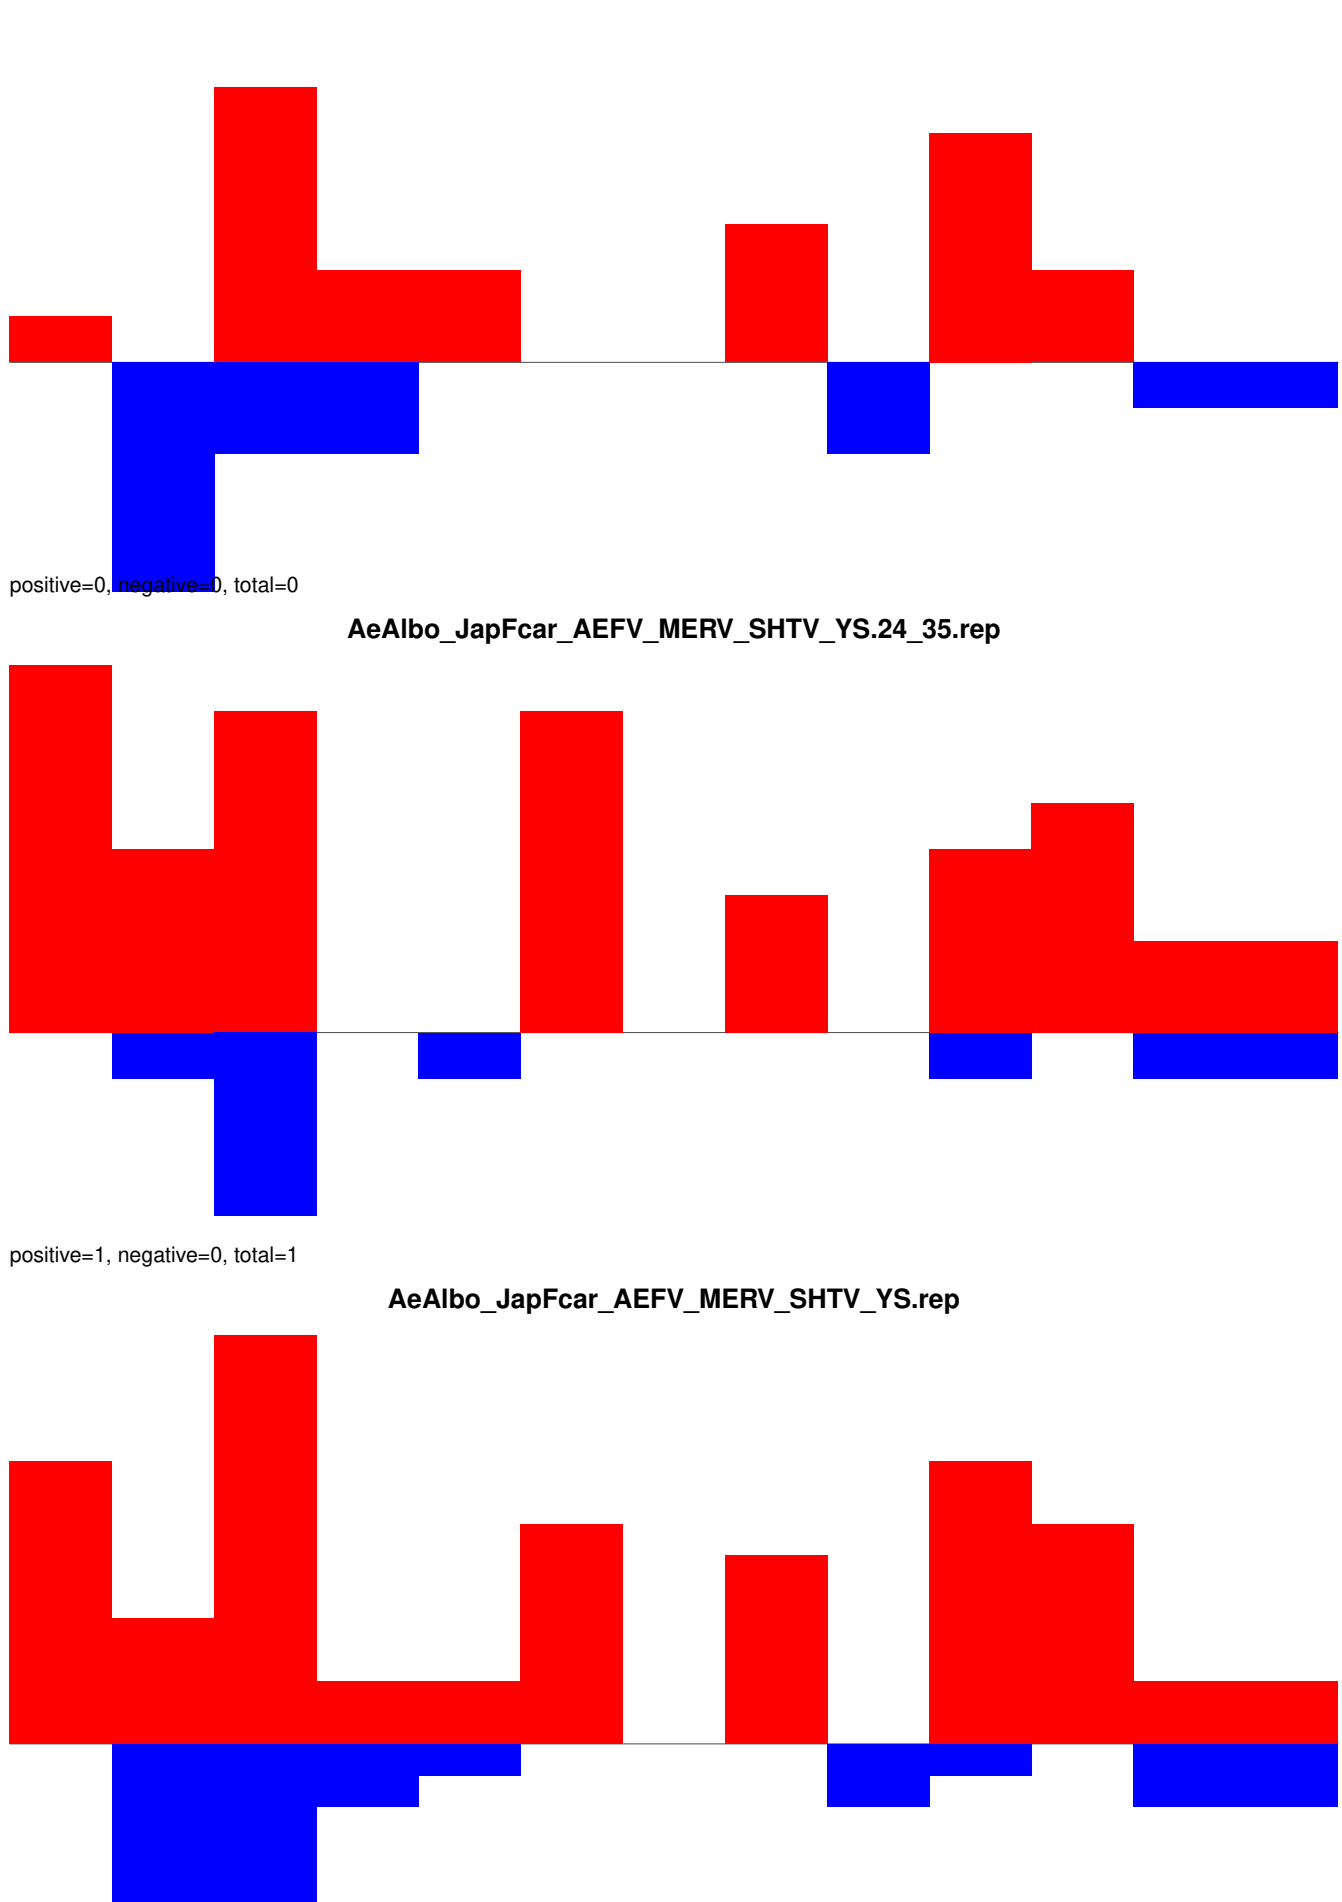 positive=0, negative=0, total=0
AeAlbo_JapFcar_AEFV_MERV_SHTV_YS.24_35.rep
positive=1, negative=0, total=1
AeAlbo_JapFcar_AEFV_MERV_SHTV_YS.rep